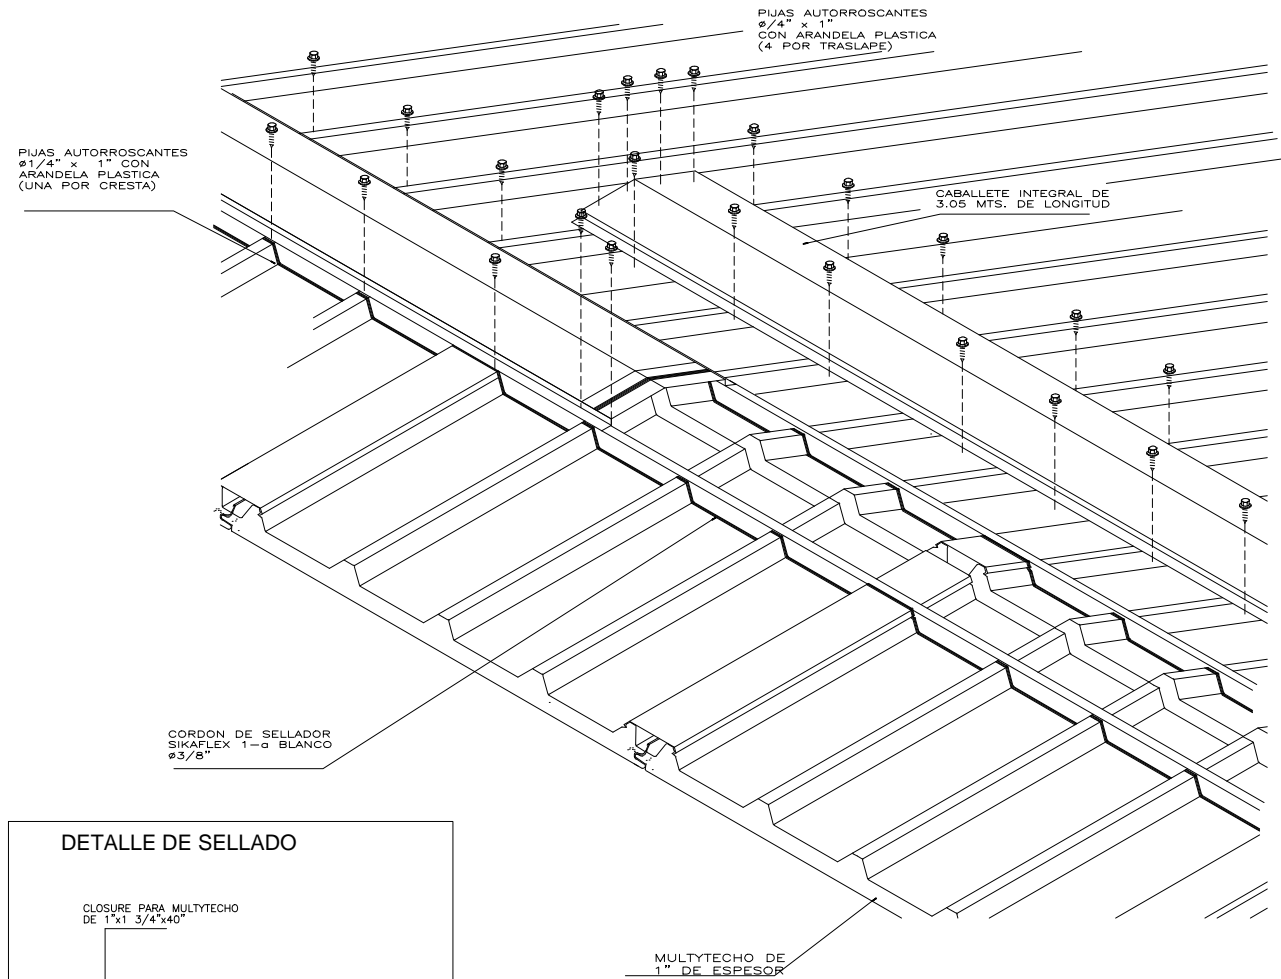 PIJAS AUTORROSCANTES
ø/4" x 1"
CON ARANDELA PLASTICA
(4 POR TRASLAPE)
PIJAS AUTORROSCANTES
ø1/4" x 1" CON
ARANDELA PLASTICA
(UNA POR CRESTA)
CABALLETE INTEGRAL DE
3.05 MTS. DE LONGITUD
CORDON DE SELLADOR
SIKAFLEX 1-a BLANCO
ø3/8"
DETALLE DE SELLADO
CLOSURE PARA MULTYTECHO
DE 1"x1 3/4"x40"
MULTYTECHO DE
1" DE ESPESOR